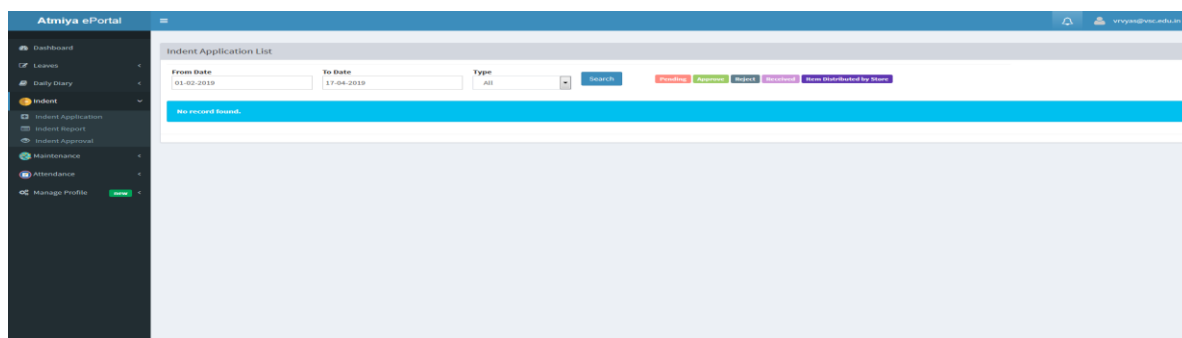 Atmiya ePortal
vrvyas@vsc.edu.in
Dashboard
Leaves
Daily Diary
Indent
Indent Application
Indent Report
Indent Approval
Maintenance
Attendance
Manage Profile new
Indent Application List
From Date To Date Type
01-02-2019 17-04-2019 All Search Pending Approve Reject Received Item Distributed by Store
No record found.